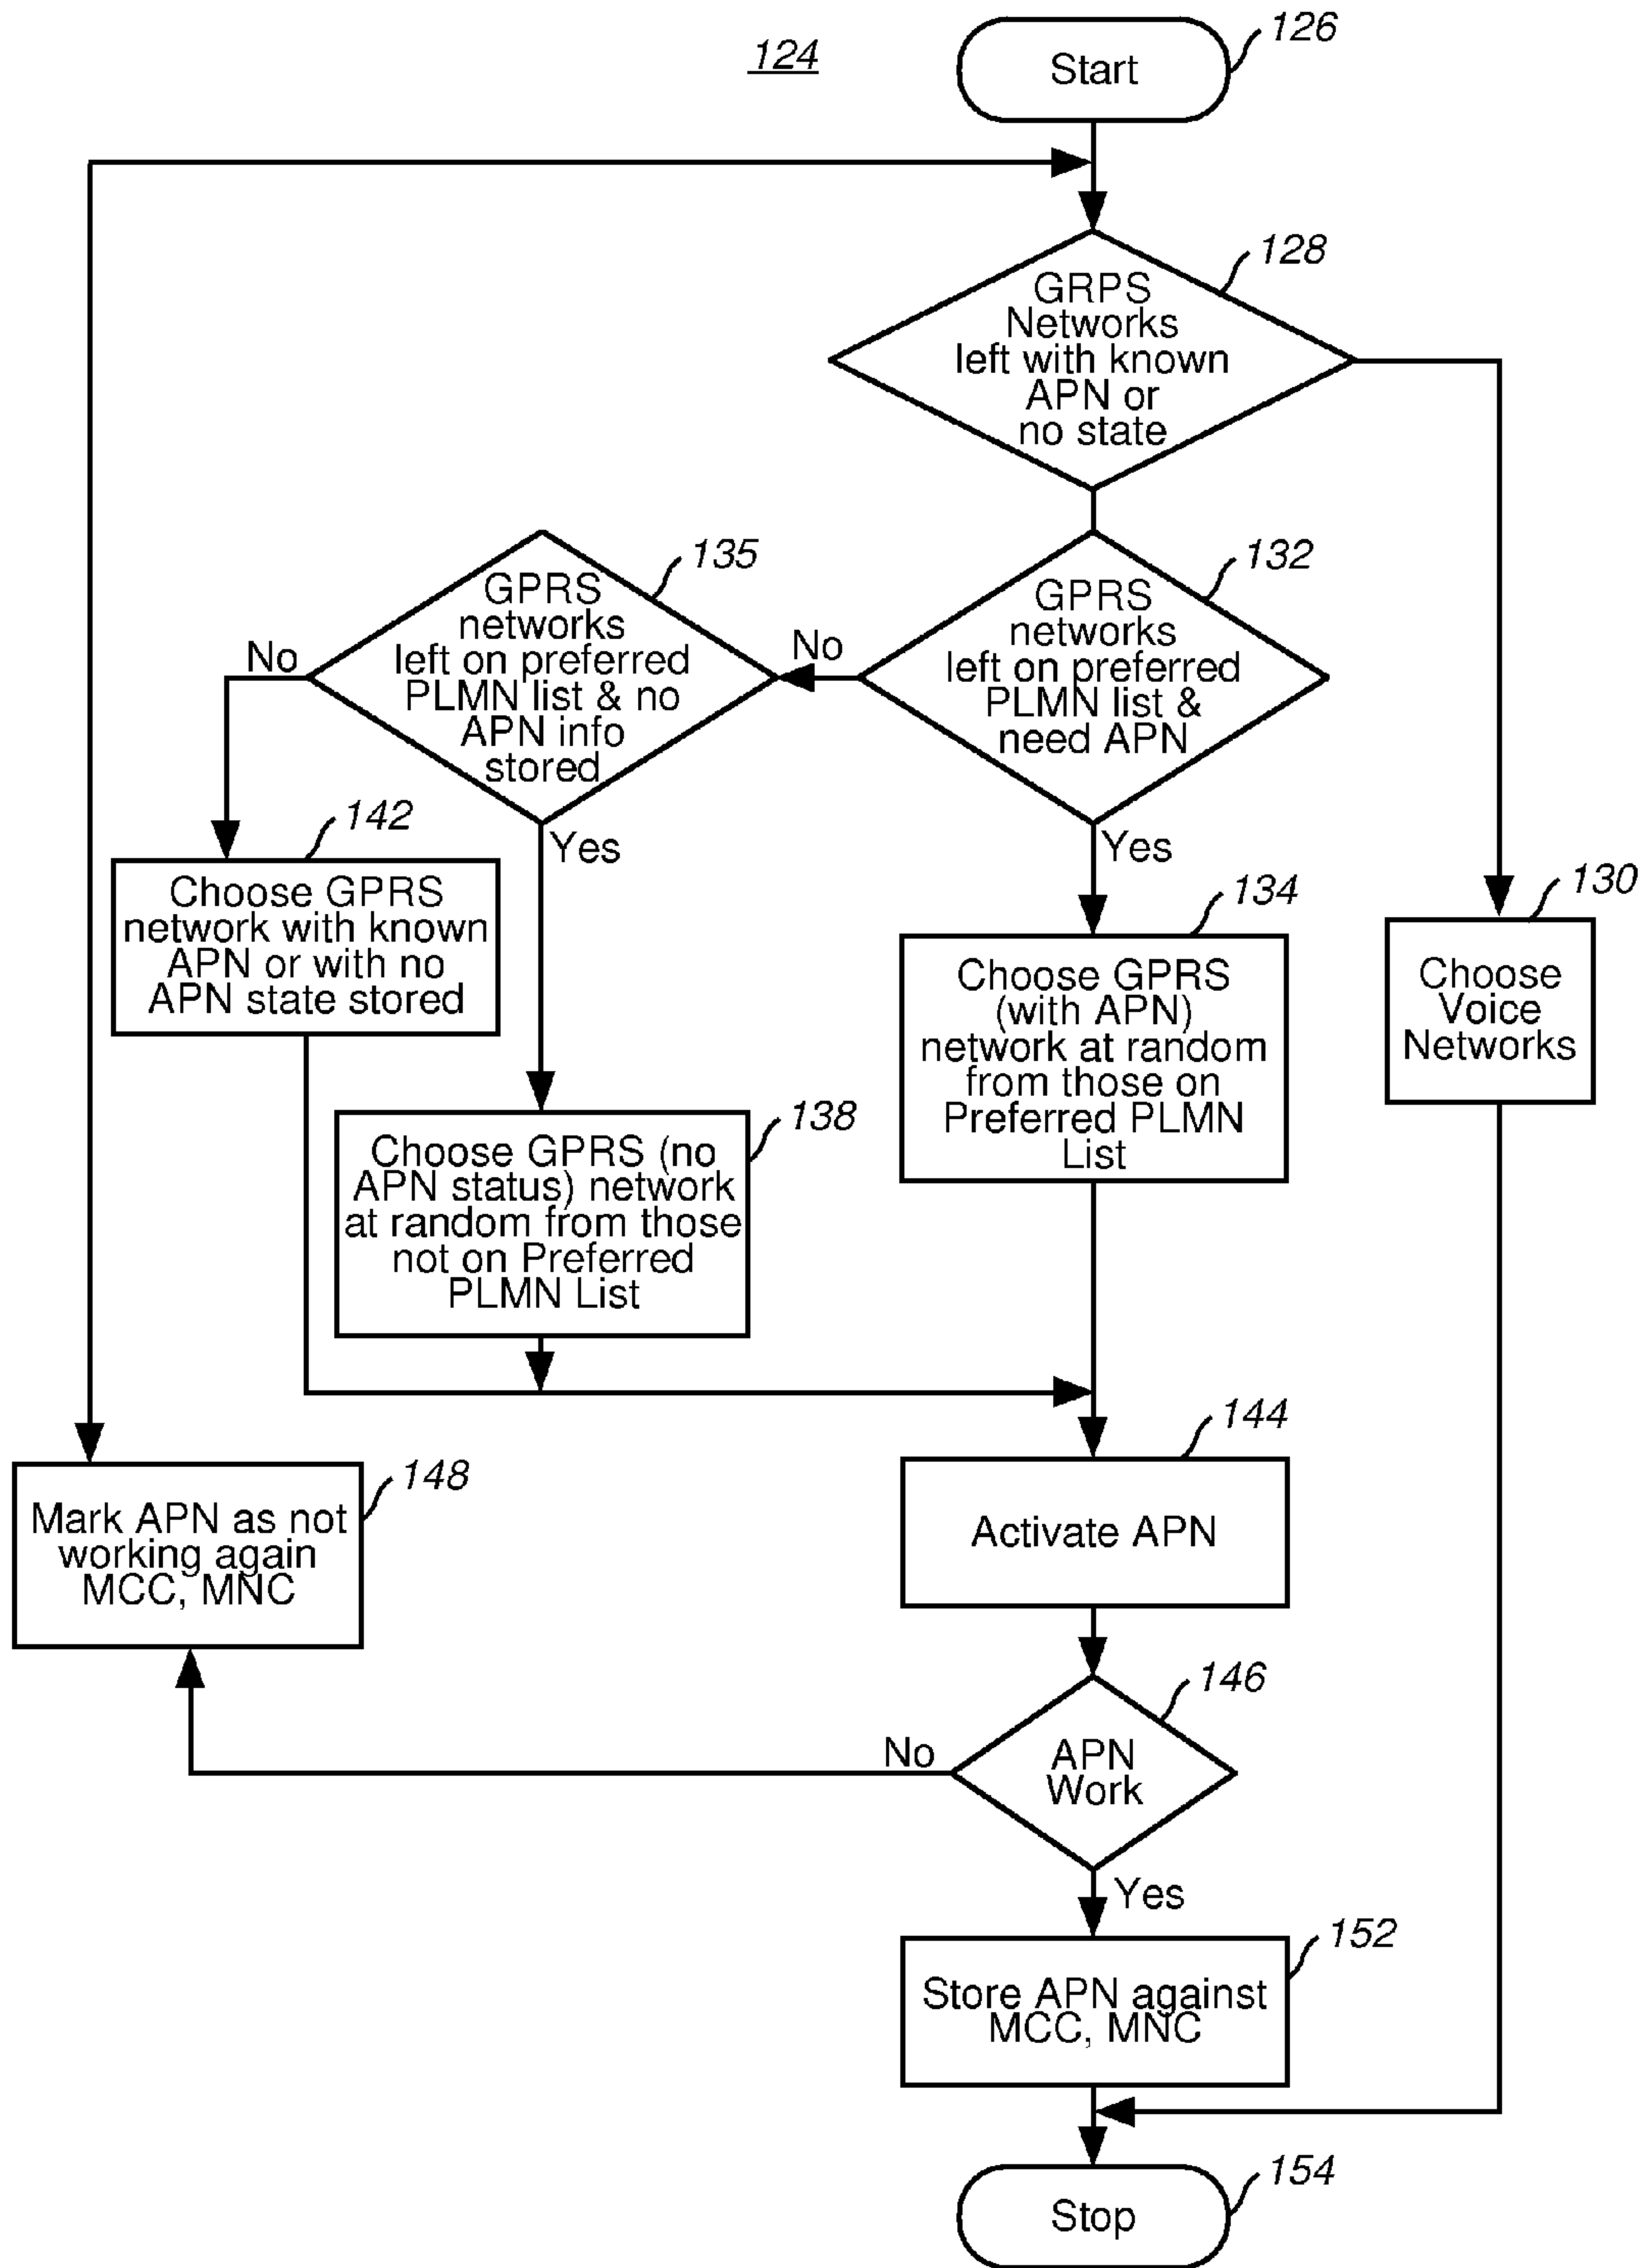 124
126
Start
128
GRPS
Networks
left with known
APN or
no state
135
GPRS
networks
left on preferred
PLMN list & no
APN info
stored
132
GPRS
networks
left on preferred
PLMN list &
need APN
No
No
Yes
Yes
142
Choose GPRS
network with known
APN or with no
APN state stored
134
Choose GPRS
(with APN)
network at random
from those on
Preferred PLMN
List
130
Choose
Voice
Networks
138
Choose GPRS (no
APN status) network
at random from those
not on Preferred
PLMN List
144
Activate APN
148
Mark APN as not
working again
MCC, MNC
146
APN
Work
No
Yes
152
Store APN against
MCC, MNC
154
Stop